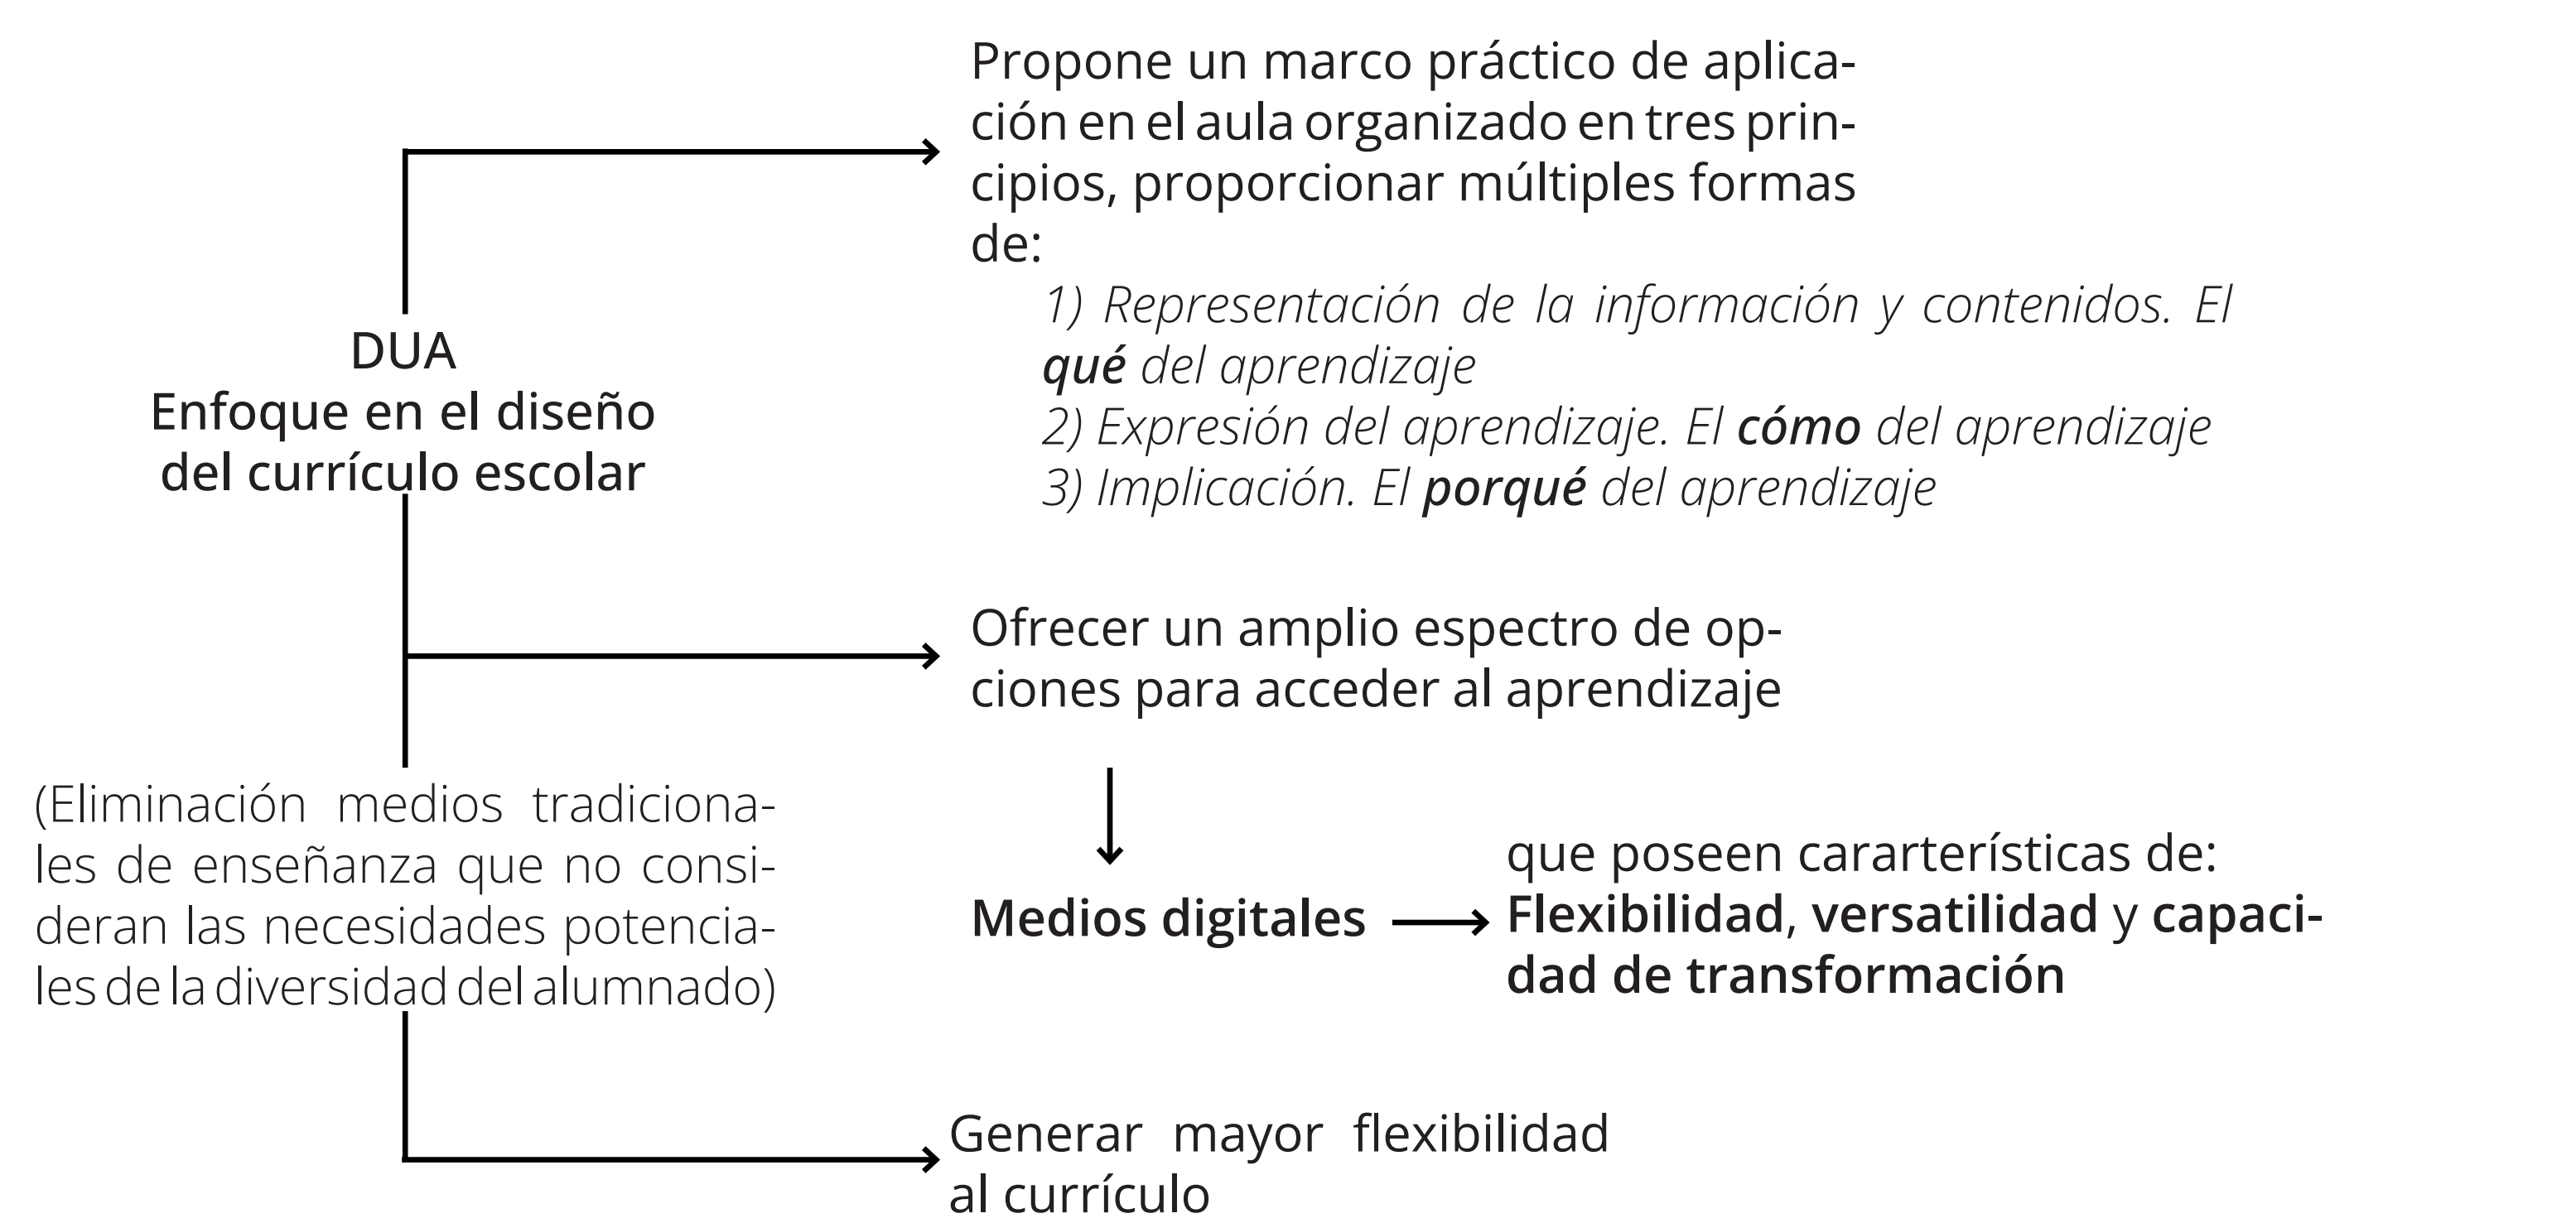 Propone un marco práctico de aplica-
ción en el aula organizado en tres prin-
cipios, proporcionar múltiples formas
de:
1) Representación de la información y contenidos. El
qué del aprendizaje
2) Expresión del aprendizaje. El cómo del aprendizaje
3) Implicación. El porqué del aprendizaje
DUA
Enfoque en el diseño
del currículo escolar
Ofrecer un amplio espectro de op-
ciones para acceder al aprendizaje
(Eliminación medios tradiciona-
les de enseñanza que no consi-
deran las necesidades potencia-
les de la diversidad del alumnado)
Medios digitales
que poseen cararterísticas de:
Flexibilidad, versatilidad y capaci-
dad de transformación
Generar mayor flexibilidad
al currículo